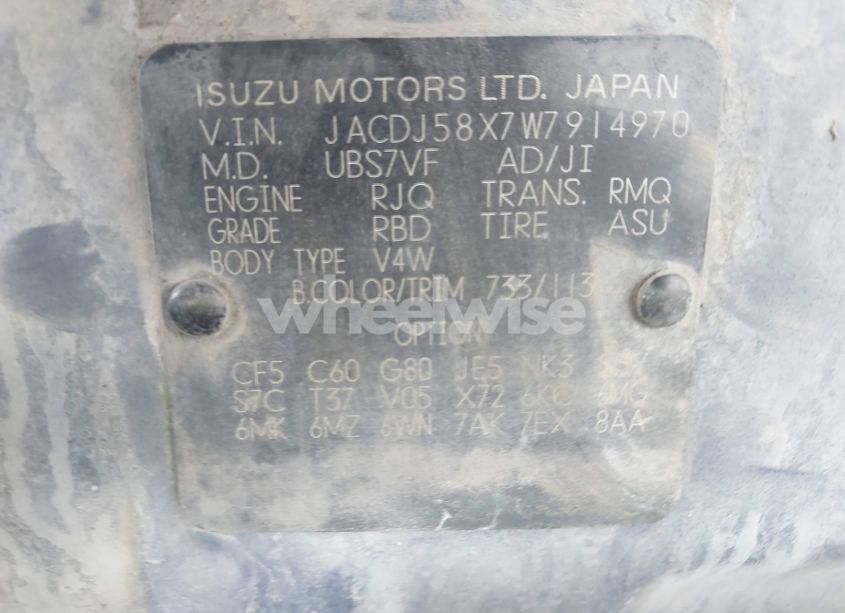 ISUZU MOTORS LTD. JAPAN
V.I.N. JACDJ58X7W7914970
M.D. UBS7VF AD/JI
ENGINE RJQ TRANS. RMQ
GRADE RBD TIRE ASU
BODY TYPE V4W
B.COLOR/TRIM 733/113
wheelwise
OPTION
CF5 C60 G80 JE5 NK3
S7C T37 V05 X72 6KC 6MG
6MK 6MZ 6WN 7AK 7EX 8AA